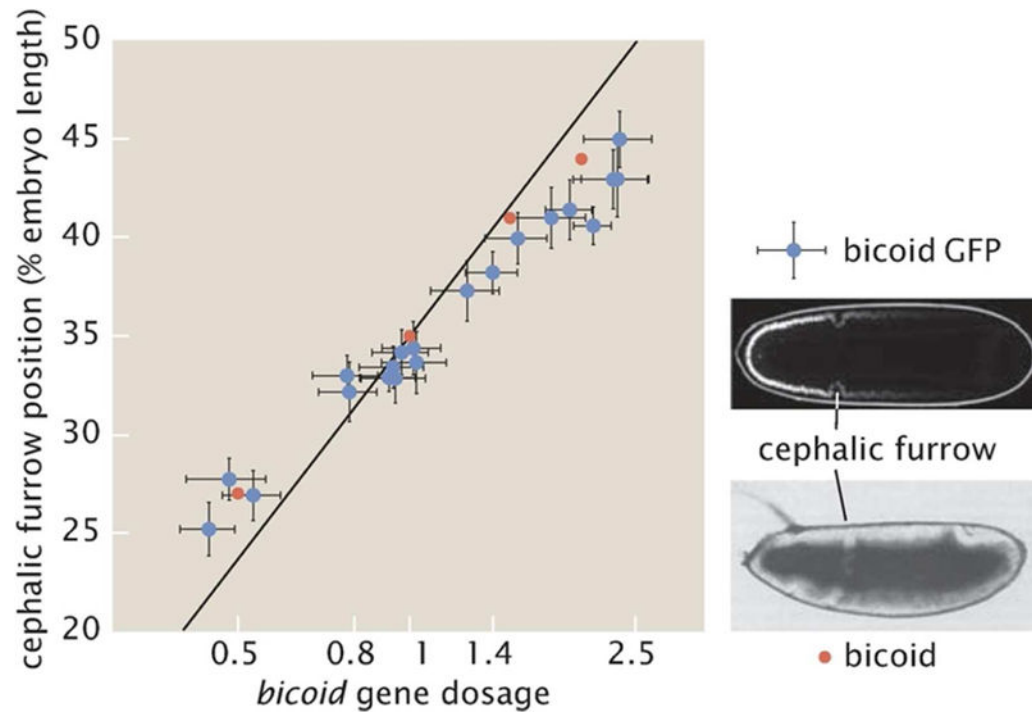 cephalic furrow position (% embryo length)
50
45
40
35
30
25
20
0.5 0.8 1 1.4 2.5
bicoid gene dosage
bicoid GFP
cephalic furrow
bicoid